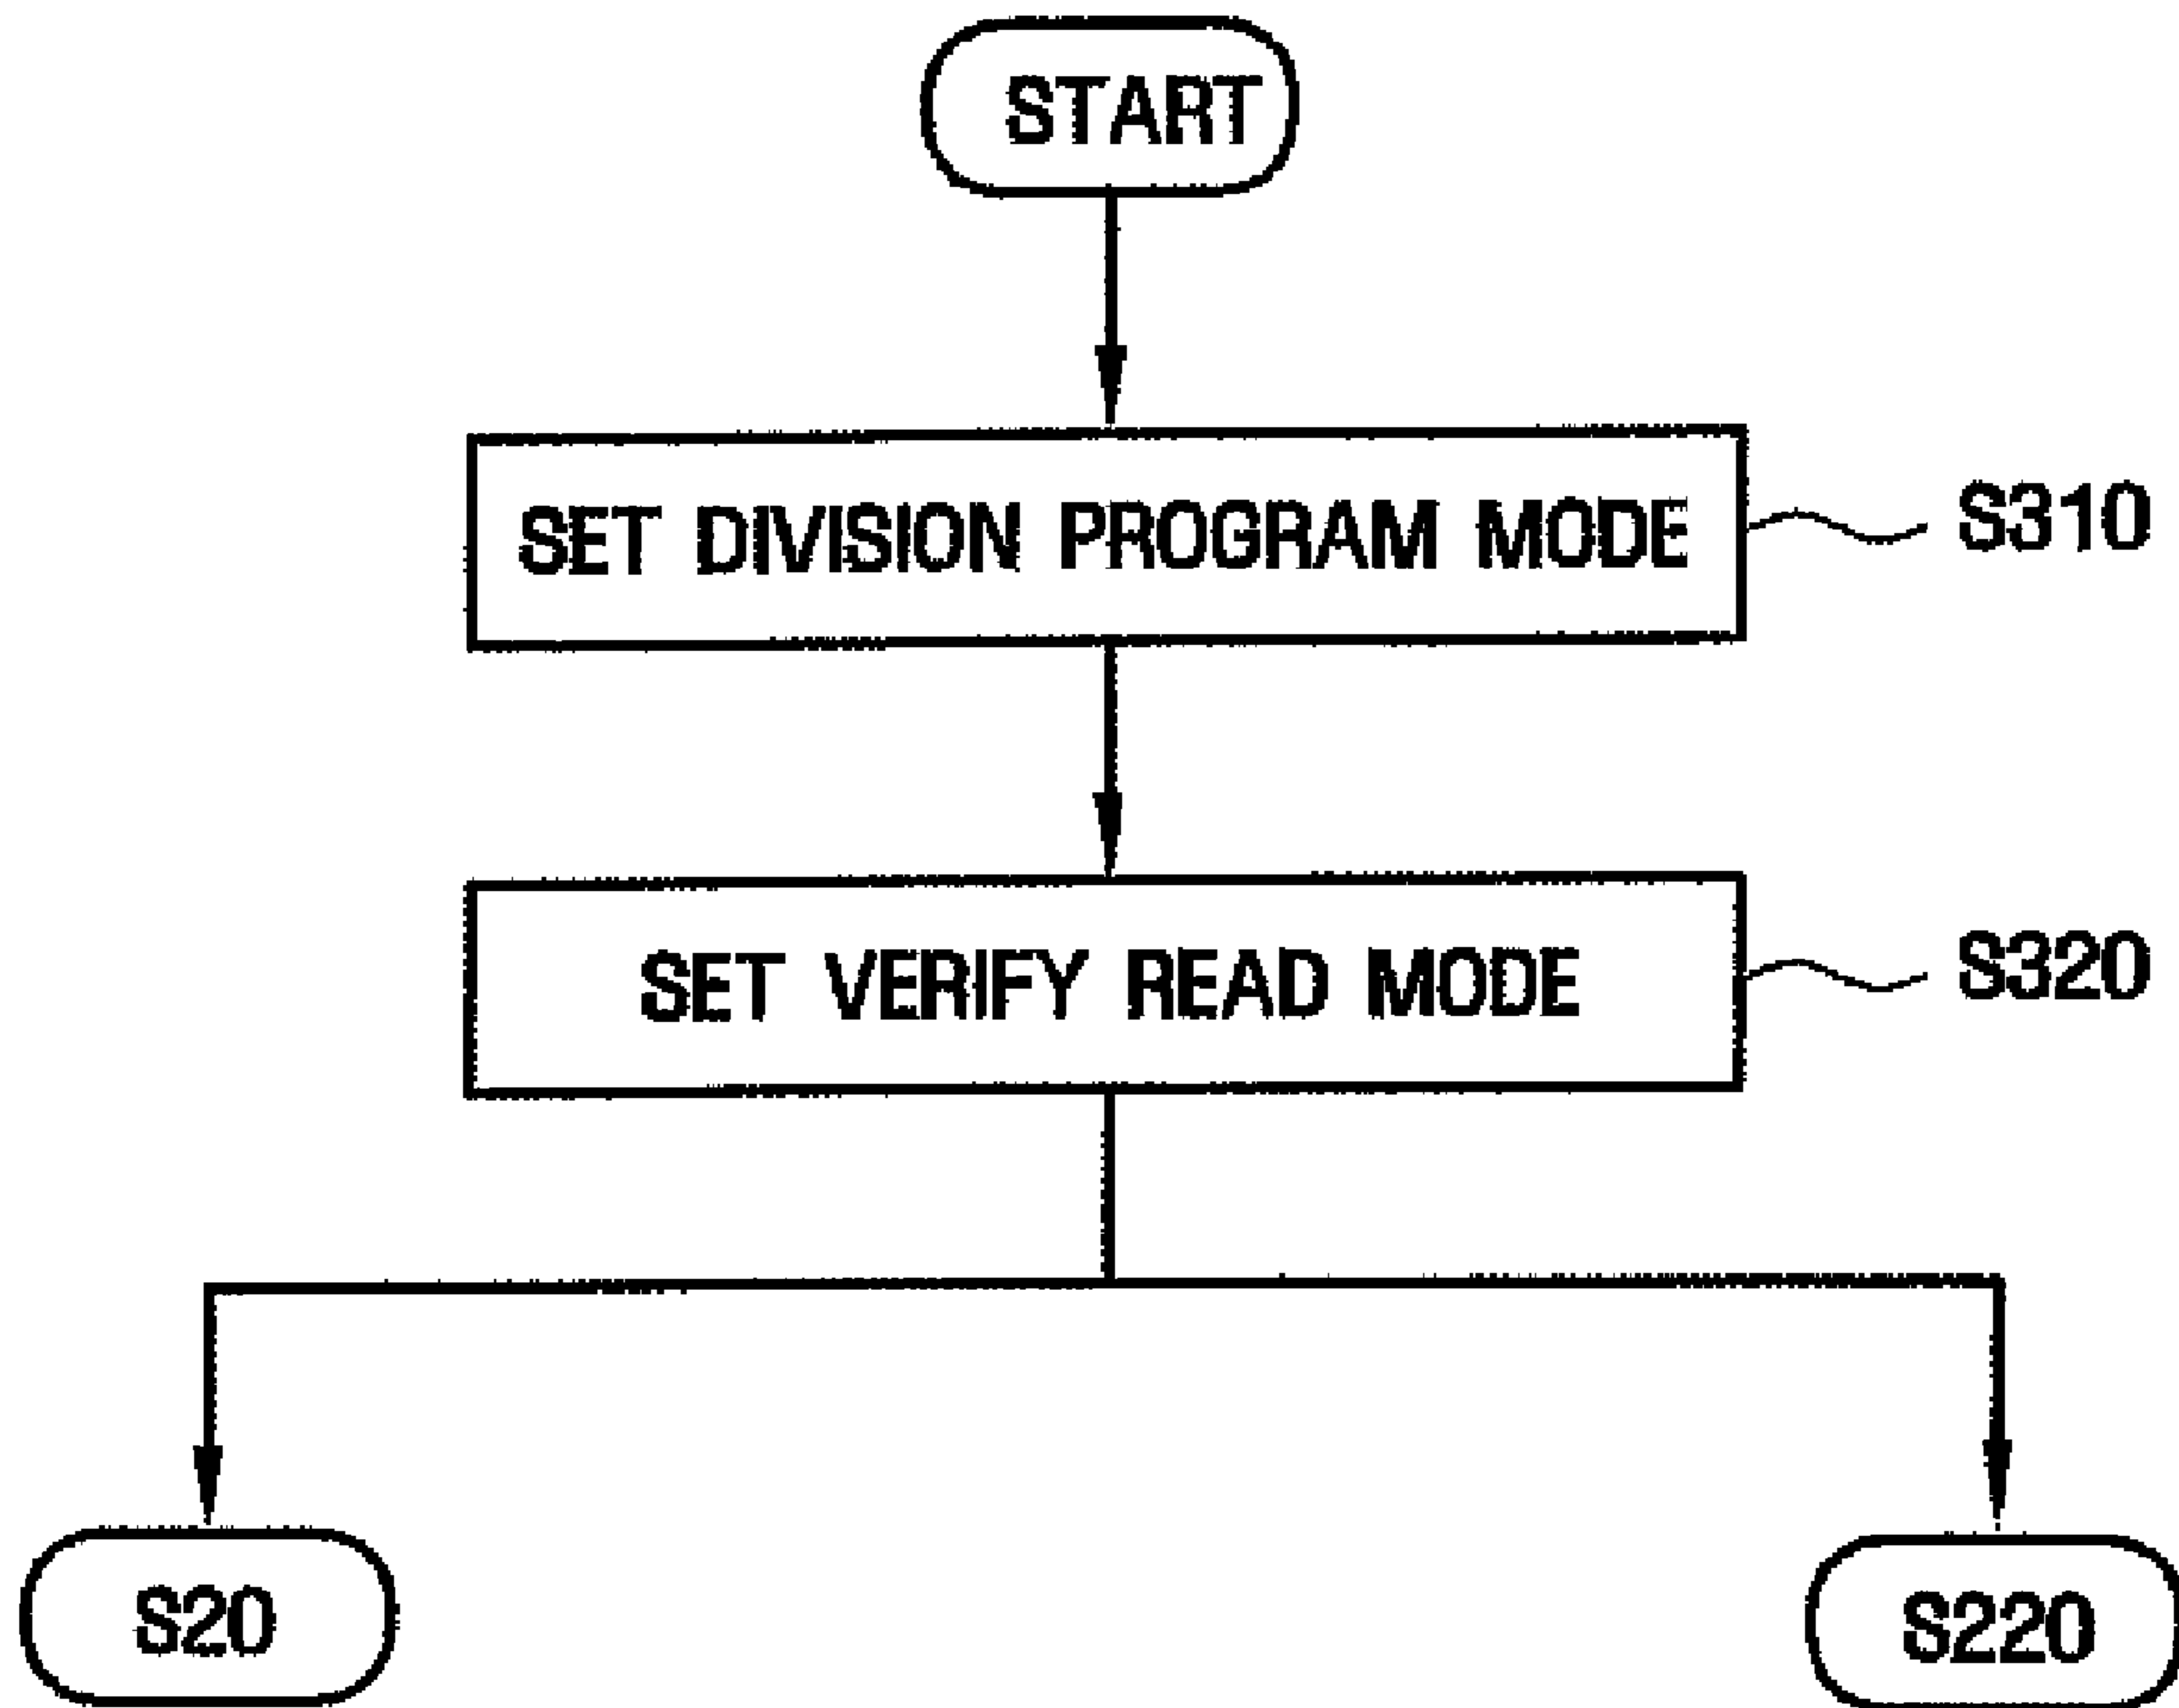 START
SET DIVISION PROGRAM MODE
S310
SET VERIFY READ MODE
S320
S20
S220